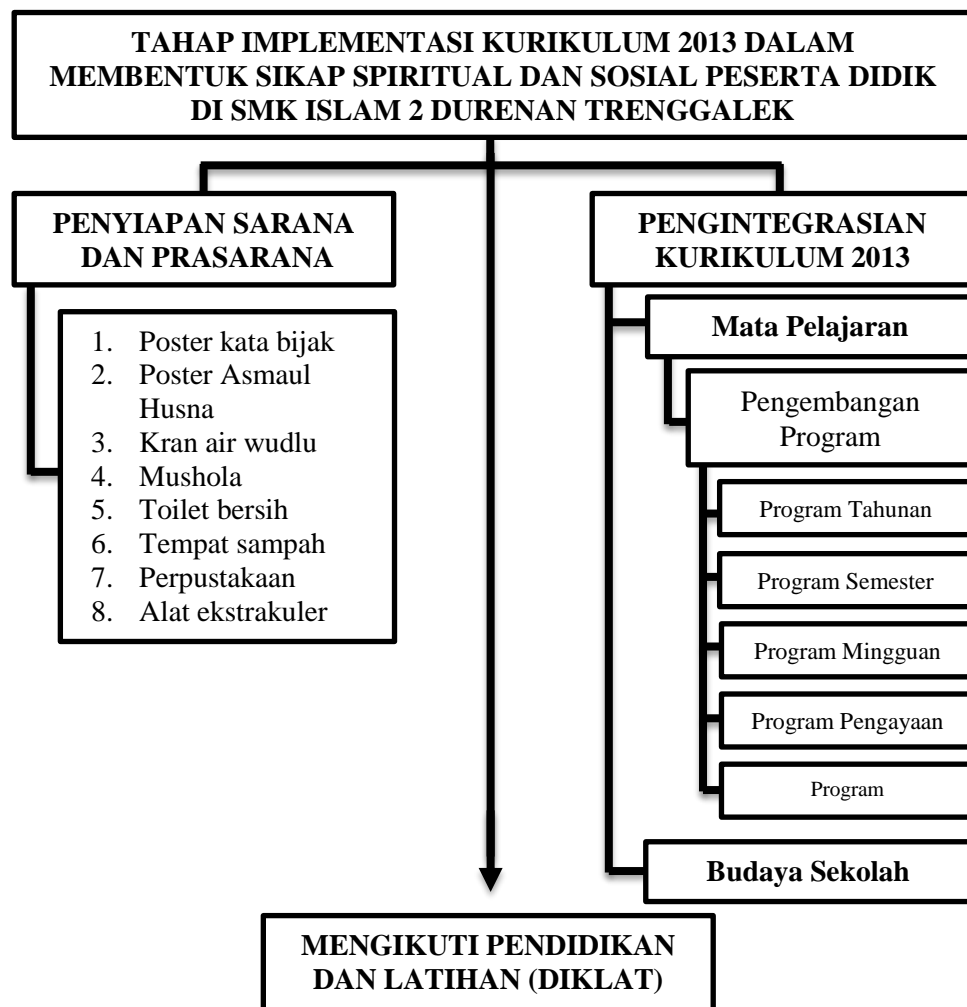 TAHAP IMPLEMENTASI KURIKULUM 2013 DALAM
MEMBENTUK SIKAP SPIRITUAL DAN SOSIAL PESERTA DIDIK
DI SMK ISLAM 2 DURENAN TRENGGALEK
PENYIAPAN SARANA
DAN PRASARANA
1. Poster kata bijak
2. Poster Asmaul
Husna
3. Kran air wudlu
4. Mushola
5. Toilet bersih
6. Tempat sampah
7. Perpustakaan
8. Alat ekstrakuler
PENGINTEGRASIAN
KURIKULUM 2013
Mata Pelajaran
Pengembangan
Program
Program Tahunan
Program Semester
Program Mingguan
Program Pengayaan
Program
Budaya Sekolah
MENGIKUTI PENDIDIKAN
DAN LATIHAN (DIKLAT)